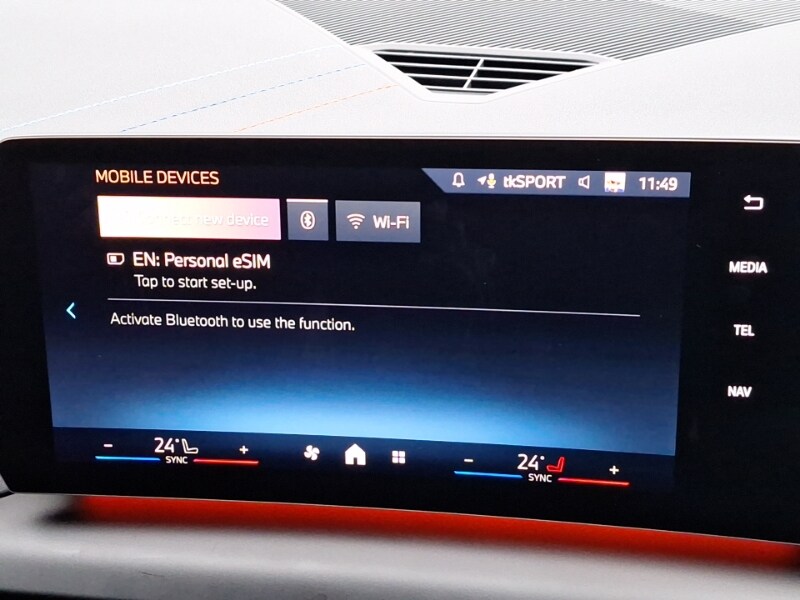 MOBILE DEVICES
tkSPORT 11:49
Connect new device
Wi-Fi
EN: Personal eSIM
Tap to start set-up.
Activate Bluetooth to use the function.
MEDIA
TEL
NAV
- 24° +
SYNC
- 24° +
SYNC